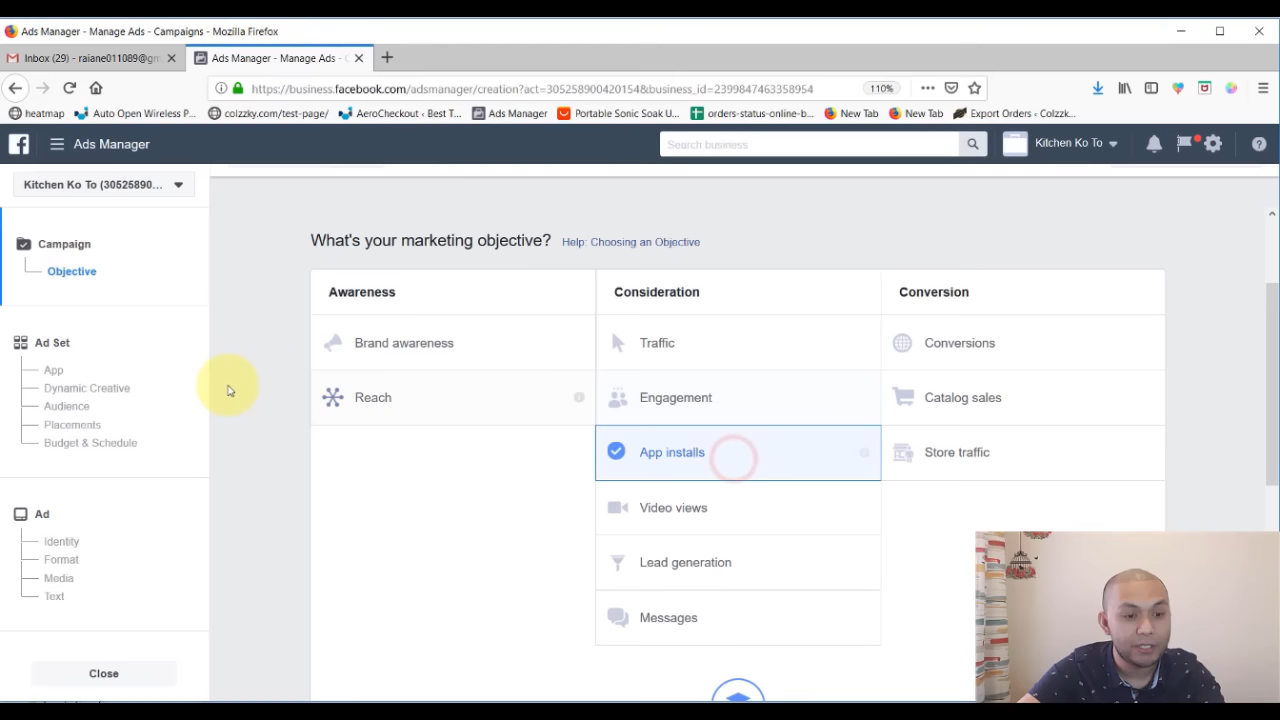 Ads Manager - Manage Ads - Campaigns - Mozilla Firefox
Inbox (29) - raiane011089@gm
Ads Manager - Manage Ads -
https://business.facebook.com/adsmanager/creation?act=305258900420154&business_id=2399847463358954
110%
heatmap
Auto Open Wireless P...
colzzky.com/test-page/
AeroCheckout › Best T...
Ads Manager
Portable Sonic Soak U...
orders-status-online-b...
New Tab
New Tab
Export Orders ‹ Colzzk...
Ads Manager
Search business
Kitchen Ko To
Kitchen Ko To (30525890...
Campaign
Objective
Ad Set
App
Dynamic Creative
Audience
Placements
Budget & Schedule
Ad
Identity
Format
Media
Text
Close
What's your marketing objective? Help: Choosing an Objective
Awareness
Consideration
Conversion
Brand awareness
Traffic
Conversions
Reach
Engagement
Catalog sales
App installs
Store traffic
Video views
Lead generation
Messages